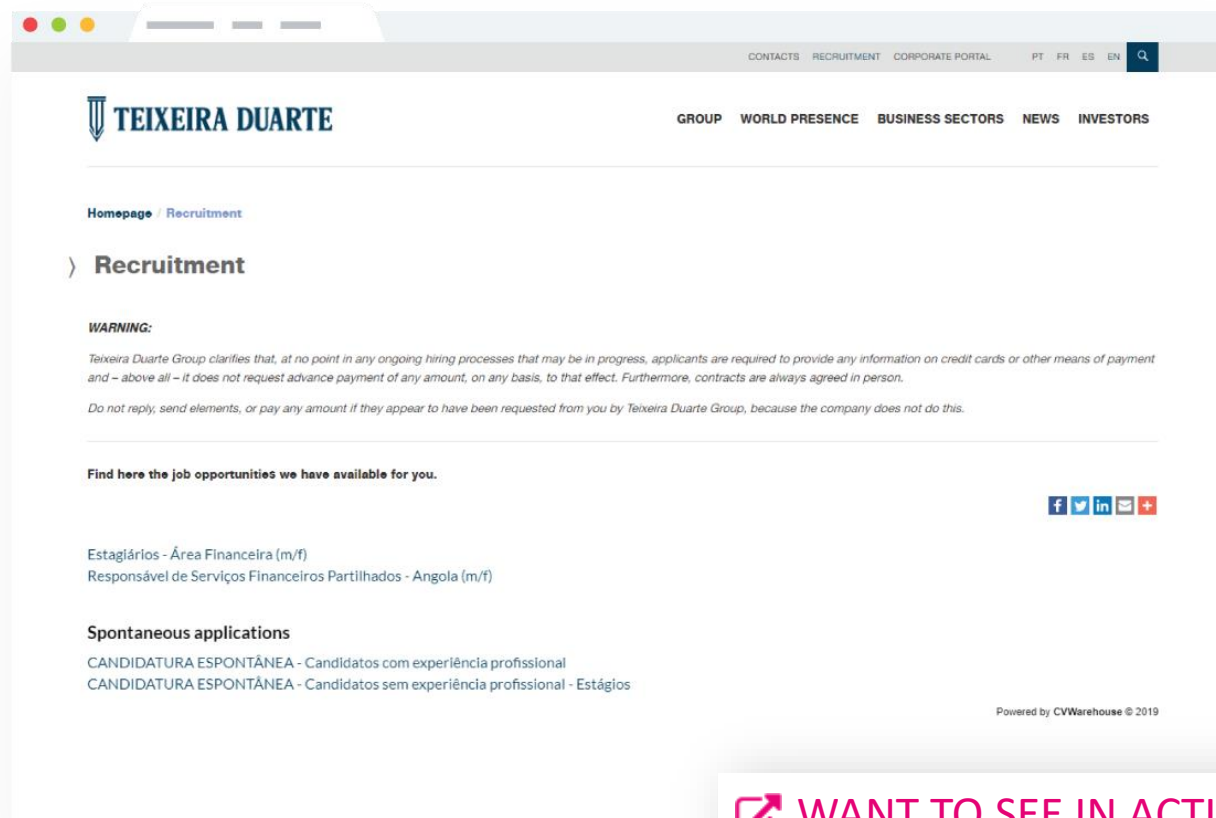 CONTACTS RECRUITMENT CORPORATE PORTAL PT FR ES EN
TEIXEIRA DUARTE
GROUP WORLD PRESENCE BUSINESS SECTORS NEWS INVESTORS
Homepage / Recruitment
Recruitment
WARNING:
Teixeira Duarte Group clarifies that, at no point in any ongoing hiring processes that may be in progress, applicants are required to provide any information on credit cards or other means of payment
and – above all – it does not request advance payment of any amount, on any basis, to that effect. Furthermore, contracts are always agreed in person.
Do not reply, send elements, or pay any amount if they appear to have been requested from you by Teixeira Duarte Group, because the company does not do this.
Find here the job opportunities we have available for you.
Estagiários - Área Financeira (m/f)
Responsável de Serviços Financeiros Partilhados - Angola (m/f)
Spontaneous applications
CANDIDATURA ESPONTÂNEA - Candidatos com experiência profissional
CANDIDATURA ESPONTÂNEA - Candidatos sem experiência profissional - Estágios
Powered by CVWarehouse © 2019
WANT TO SEE IN ACTI